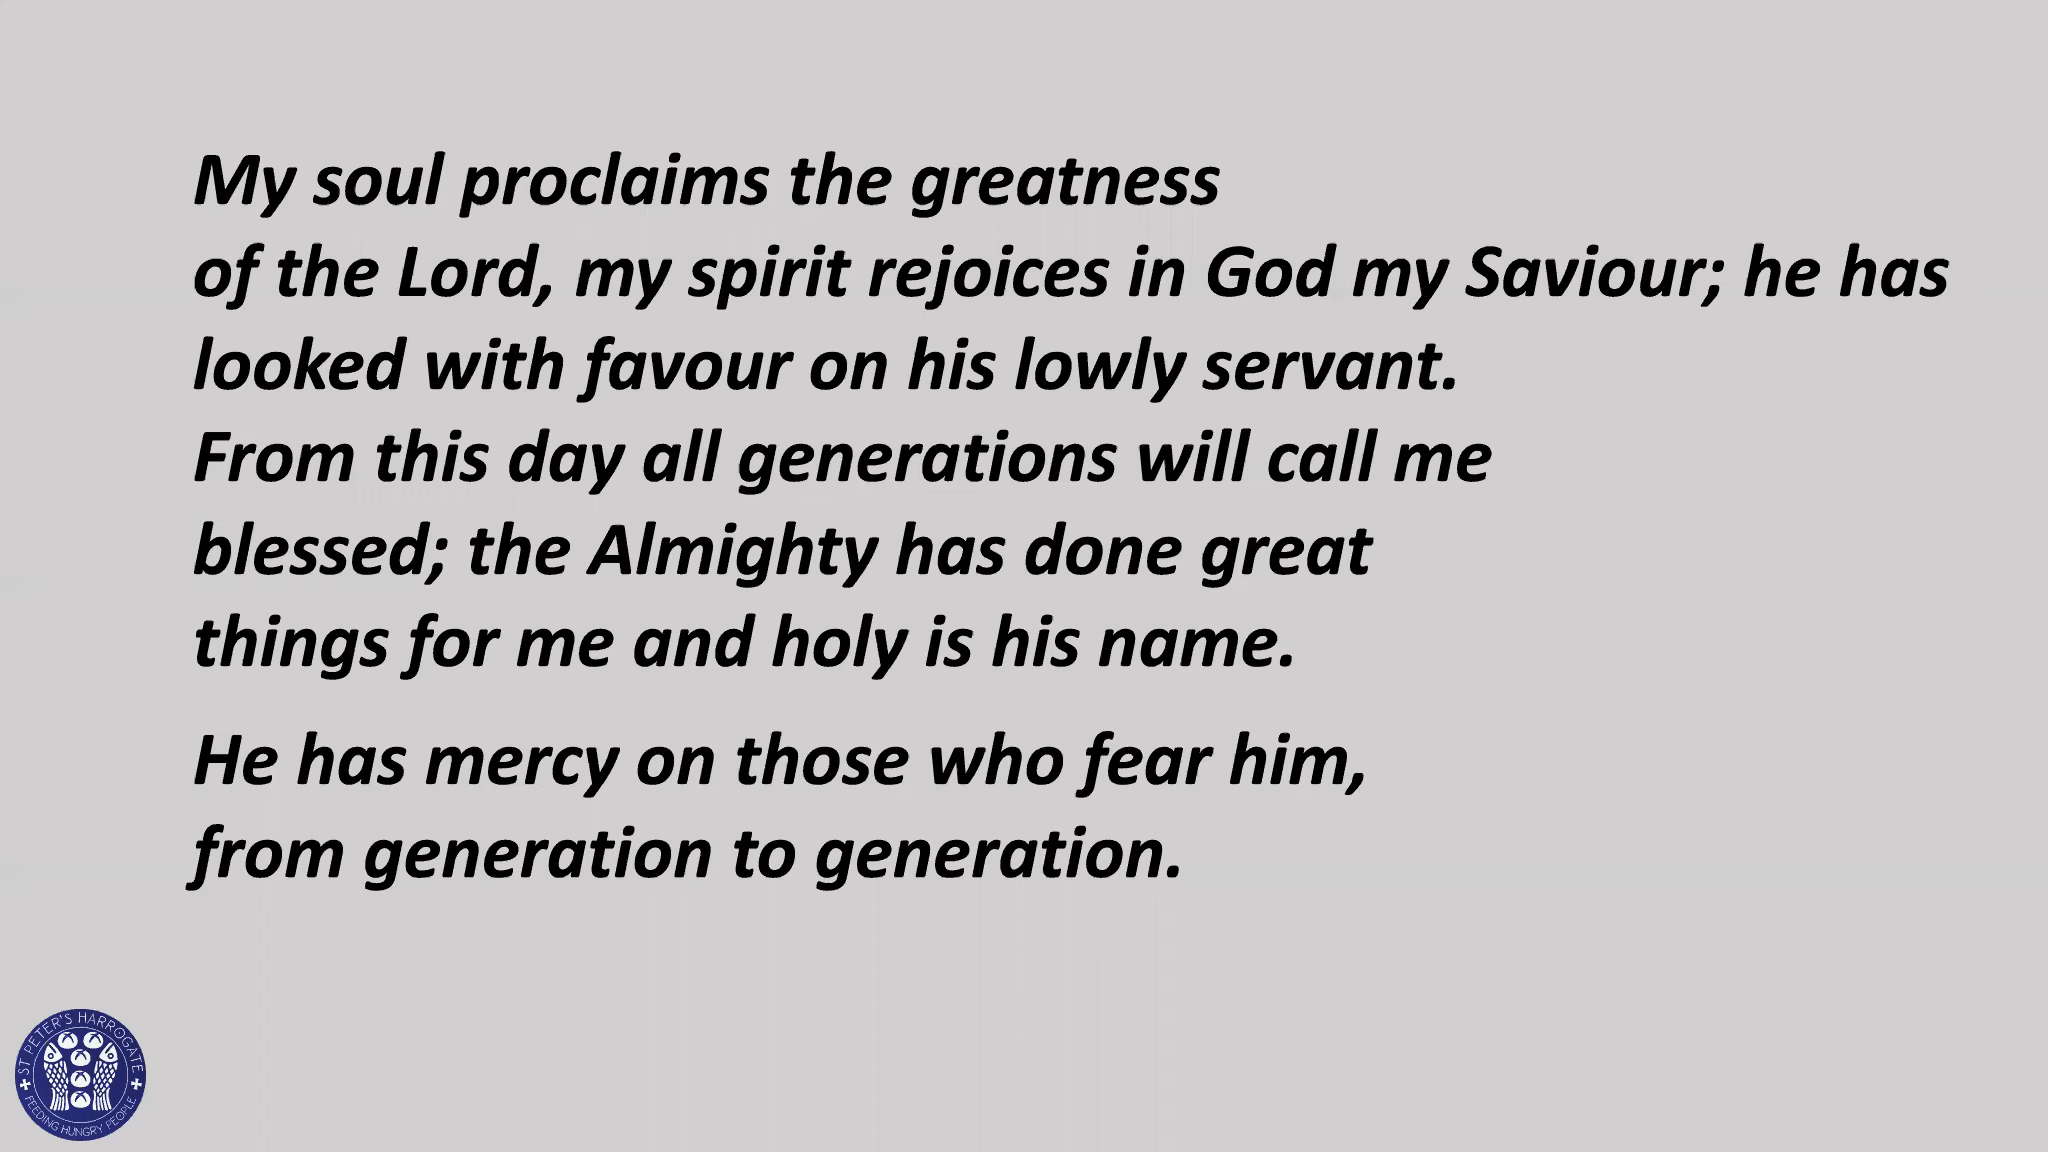 My soul proclaims the greatness
of the Lord, my spirit rejoices in God my Saviour; he has
looked with favour on his lowly servant.
From this day all generations will call me
blessed; the Almighty has done great
things for me and holy is his name.
He has mercy on those who fear him,
from generation to generation.
ST PETER'S HARROGATE
FEEDING HUNGRY PEOPLE